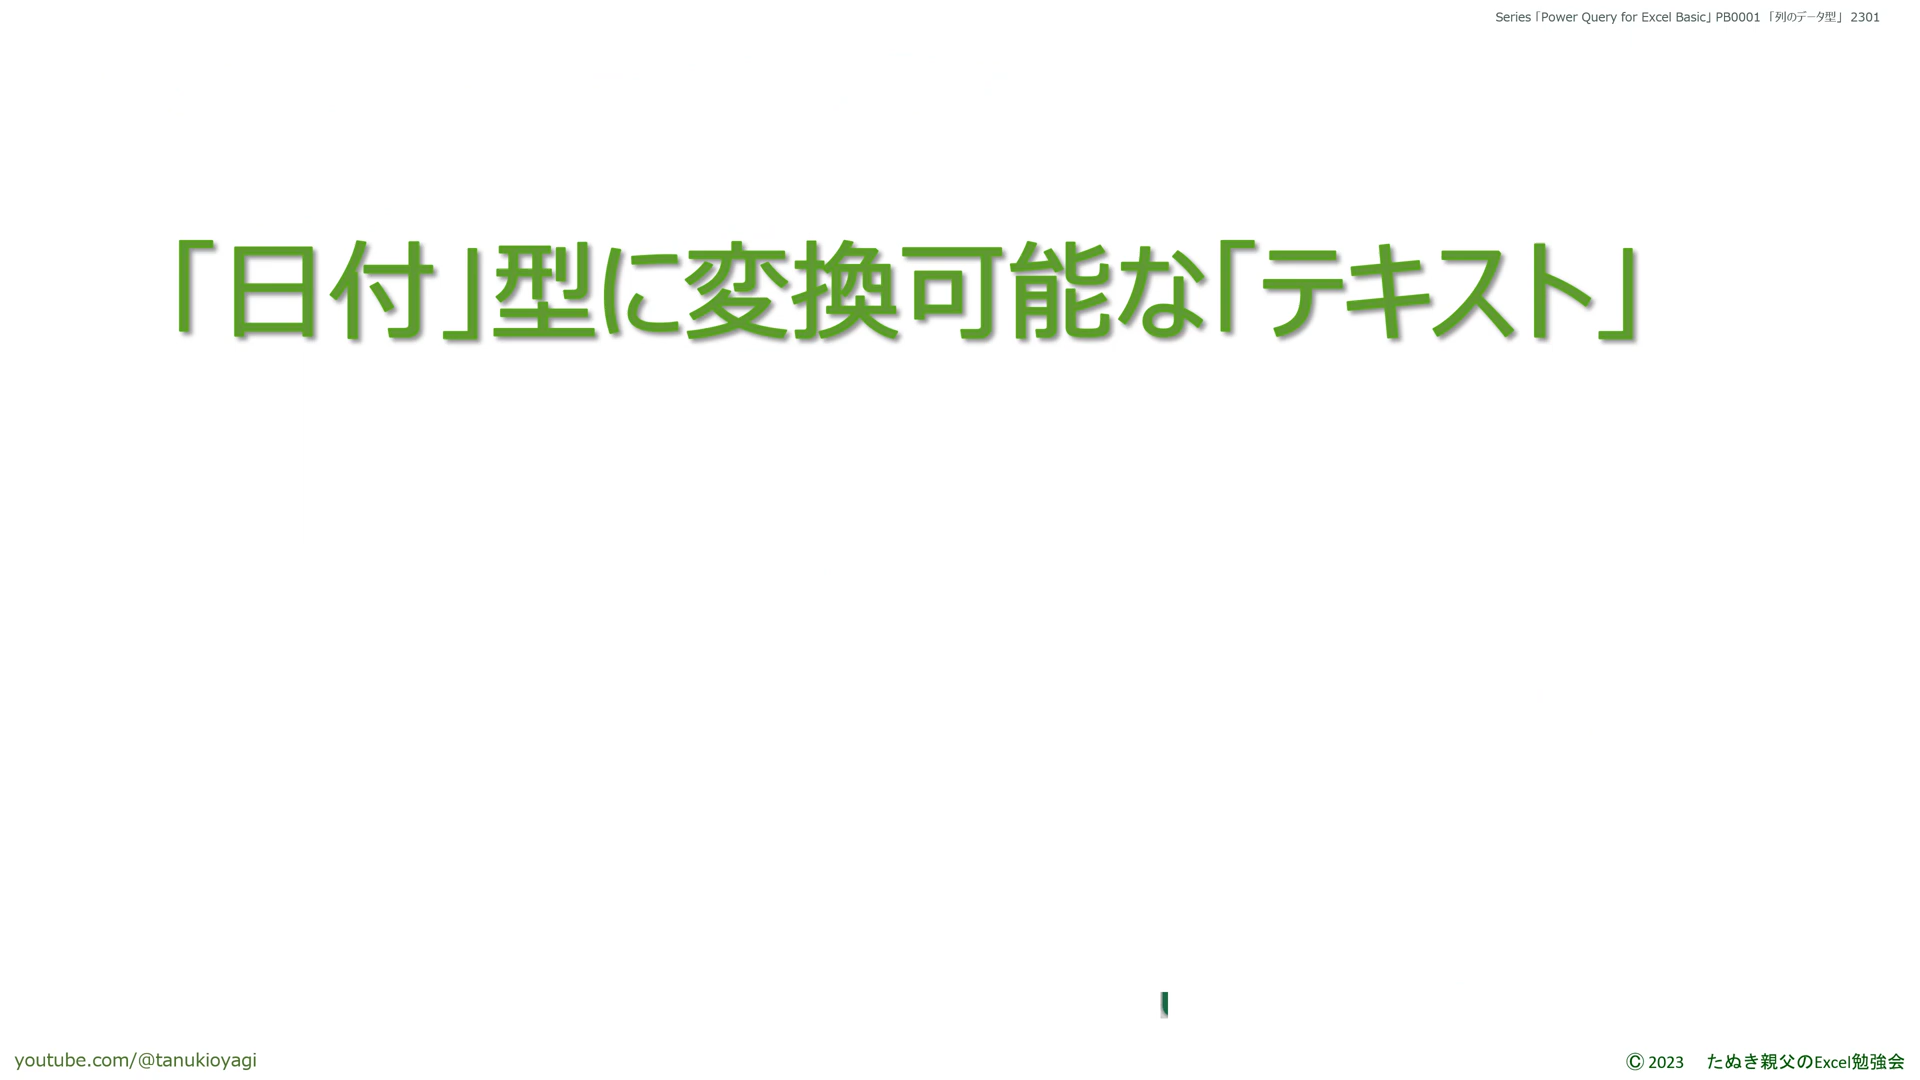 Series「Power Query for Excel Basic」PB0001「列のデータ型」 2301
「日付」型に変換可能な「テキスト」
youtube.com/@tanukioyagi
© 2023 たぬき親父のExcel勉強会